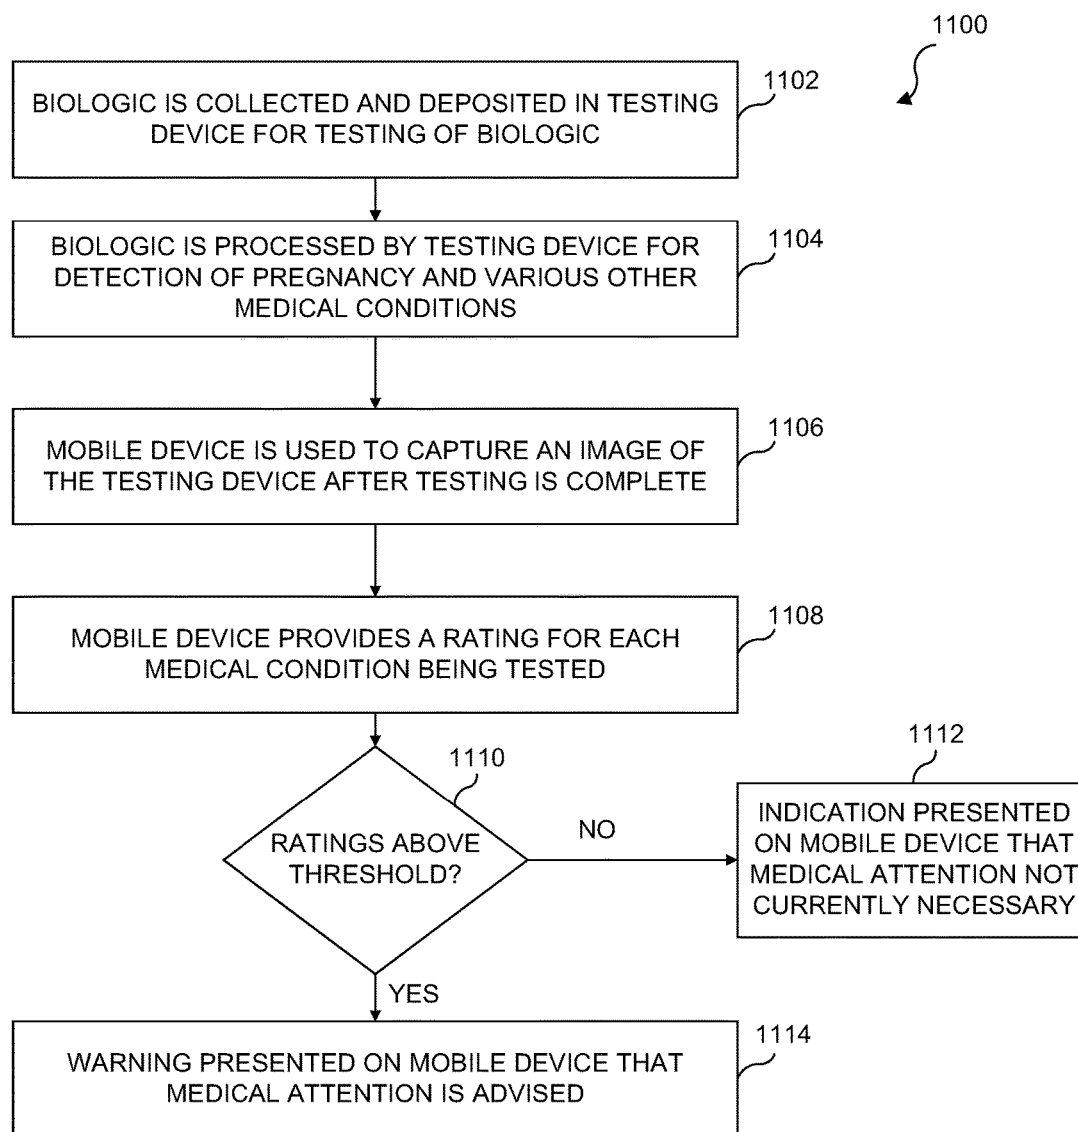 1100
BIOLOGIC IS COLLECTED AND DEPOSITED IN TESTING
DEVICE FOR TESTING OF BIOLOGIC
1102
BIOLOGIC IS PROCESSED BY TESTING DEVICE FOR
DETECTION OF PREGNANCY AND VARIOUS OTHER
MEDICAL CONDITIONS
1104
MOBILE DEVICE IS USED TO CAPTURE AN IMAGE OF
THE TESTING DEVICE AFTER TESTING IS COMPLETE
1106
MOBILE DEVICE PROVIDES A RATING FOR EACH
MEDICAL CONDITION BEING TESTED
1108
1110
RATINGS ABOVE
THRESHOLD?
NO
1112
INDICATION PRESENTED
ON MOBILE DEVICE THAT
MEDICAL ATTENTION NOT
CURRENTLY NECESSARY
YES
WARNING PRESENTED ON MOBILE DEVICE THAT
MEDICAL ATTENTION IS ADVISED
1114